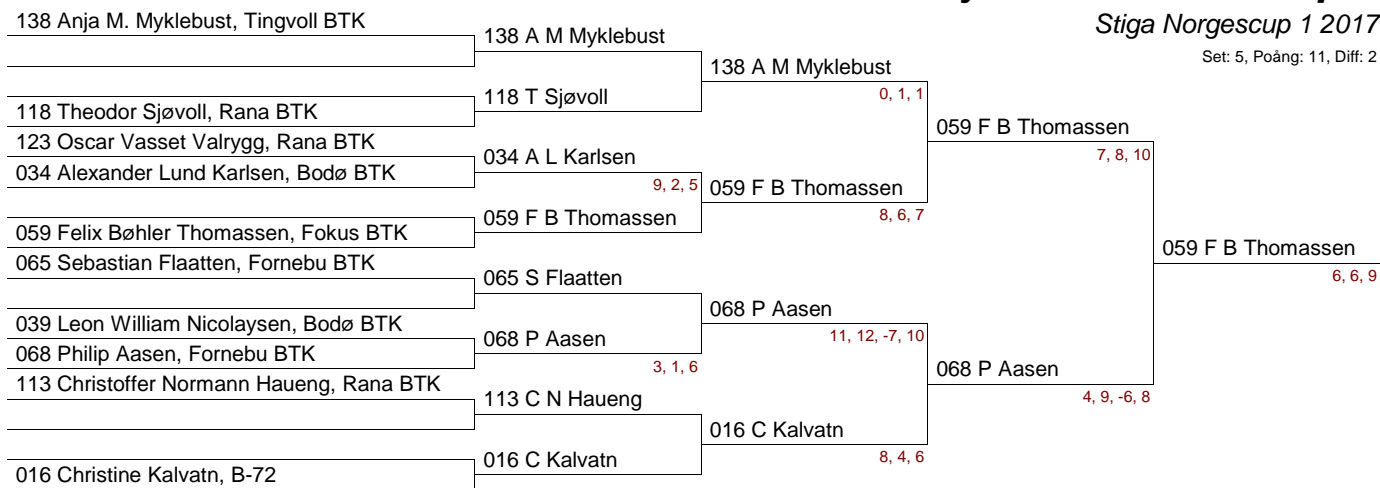 Stiga Norgescup 1 2017
Set: 5, Poång: 11, Diff: 2
138 Anja M. Myklebust, Tingvoll BTK
118 Theodor Sjøvoll, Rana BTK
123 Oscar Vasset Valrygg, Rana BTK
034 Alexander Lund Karlsen, Bodø BTK
059 Felix Bøhler Thomassen, Fokus BTK
065 Sebastian Flaatten, Fornebu BTK
039 Leon William Nicolaysen, Bodø BTK
068 Philip Aasen, Fornebu BTK
113 Christoffer Normann Haueng, Rana BTK
016 Christine Kalvatn, B-72
138 A M Myklebust
118 T Sjøvoll
034 A L Karlsen
9, 2, 5
059 F B Thomassen
065 S Flaatten
068 P Aasen
3, 1, 6
113 C N Haueng
016 C Kalvatn
138 A M Myklebust
0, 1, 1
059 F B Thomassen
8, 6, 7
068 P Aasen
11, 12, -7, 10
016 C Kalvatn
8, 4, 6
059 F B Thomassen
7, 8, 10
068 P Aasen
4, 9, -6, 8
059 F B Thomassen
6, 6, 9